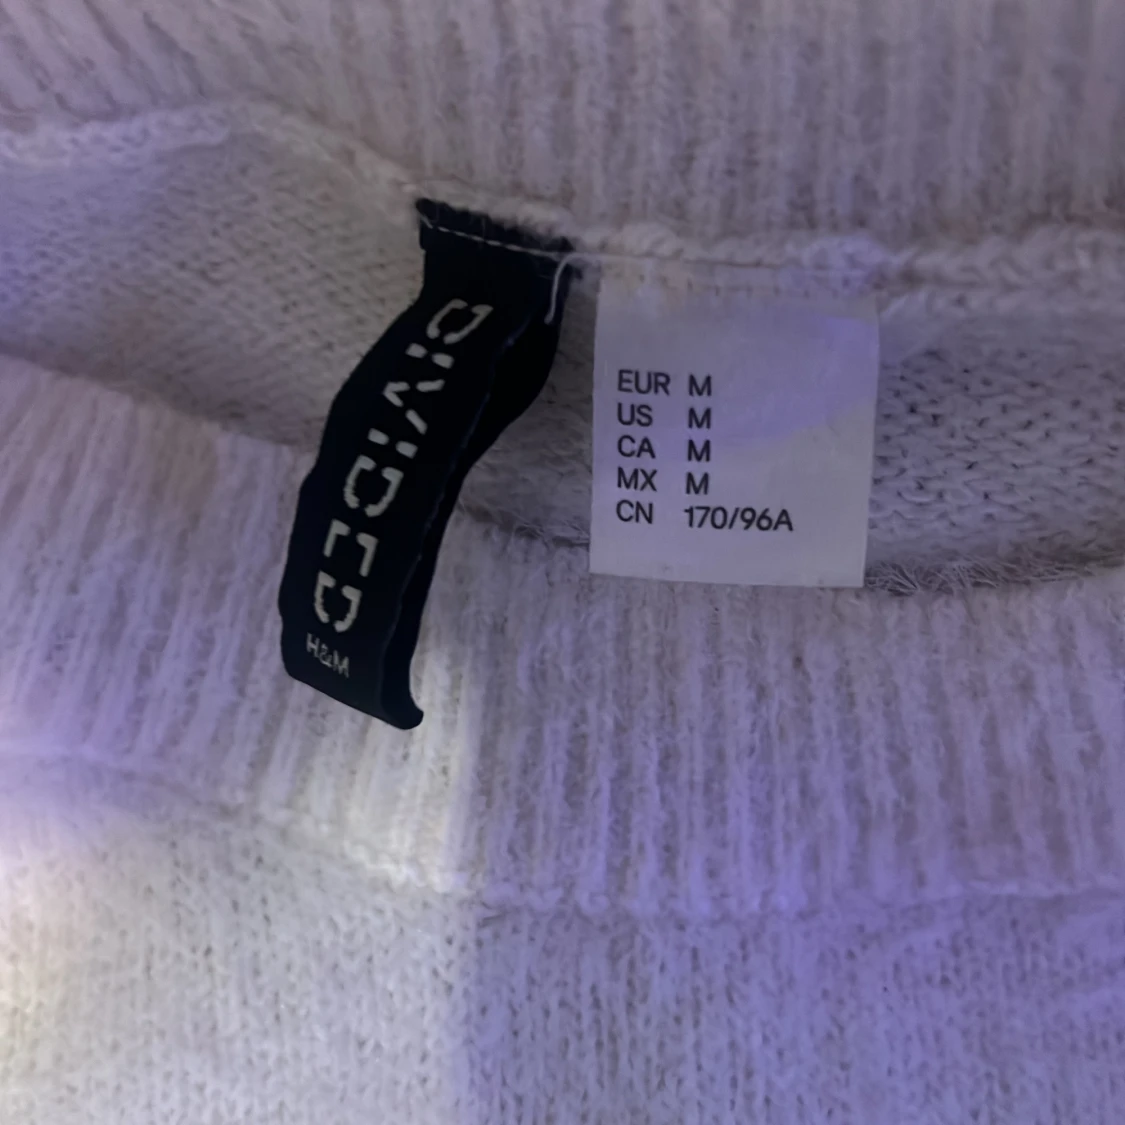 DIVIDED
H&M
EUR M
US M
CA M
MX M
CN 170/96A